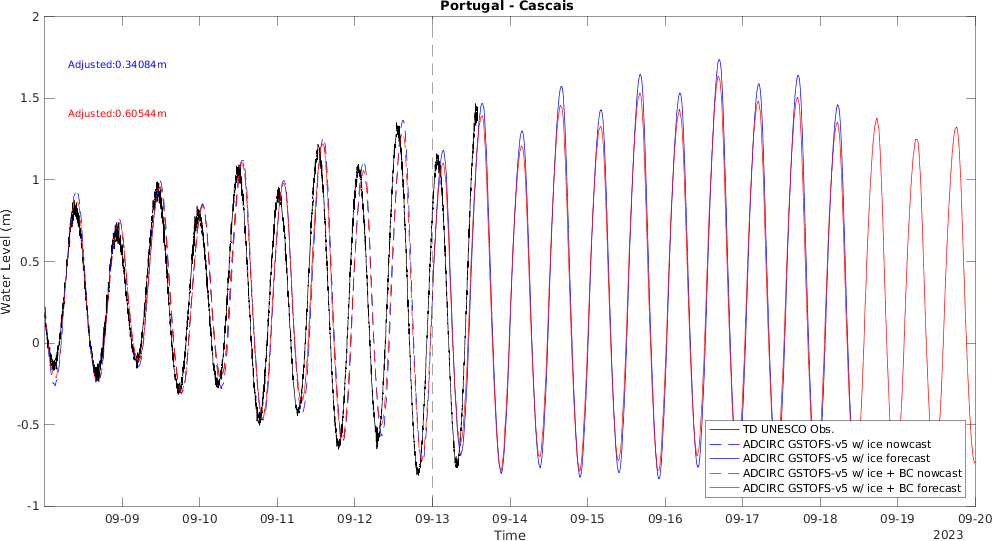 Portugal - Cascais
Adjusted:0.34084m
Adjusted:0.60544m
Water Level (m)
2
1.5
1
0.5
0
-0.5
-1
TD UNESCO Obs.
ADCIRC GSTOFS-v5 w/ ice nowcast
ADCIRC GSTOFS-v5 w/ ice forecast
ADCIRC GSTOFS-v5 w/ ice + BC nowcast
ADCIRC GSTOFS-v5 w/ ice + BC forecast
09-09 09-10 09-11 09-12 09-13 09-14 09-15 09-16 09-17 09-18 09-19 09-20
2023
Time